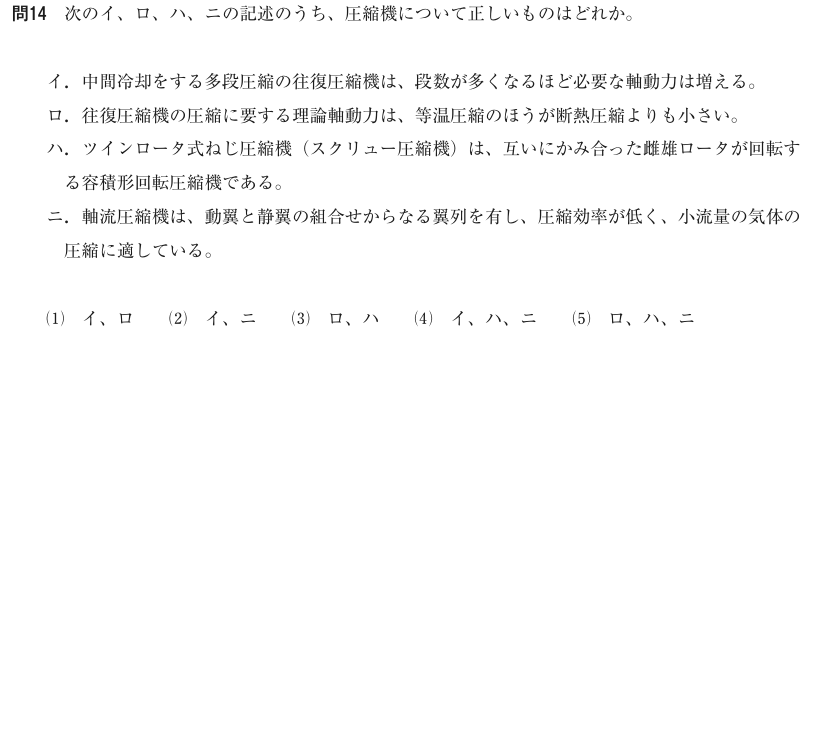 問14 次のイ、ロ、ハ、ニの記述のうち、圧縮機について正しいものはどれか。
イ．中間冷却をする多段圧縮の往復圧縮機は、段数が多くなるほど必要な軸動力は増える。
ロ．往復圧縮機の圧縮に要する理論軸動力は、等温圧縮のほうが断熱圧縮よりも小さい。
ハ．ツインロータ式ねじ圧縮機（スクリュー圧縮機）は、互いにかみ合った雌雄ロータが回転す
る容積形回転圧縮機である。
ニ．軸流圧縮機は、動翼と静翼の組合せからなる翼列を有し、圧縮効率が低く、小流量の気体の
圧縮に適している。
(1) イ、ロ (2) イ、ニ (3) ロ、ハ (4) イ、ハ、ニ (5) ロ、ハ、ニ